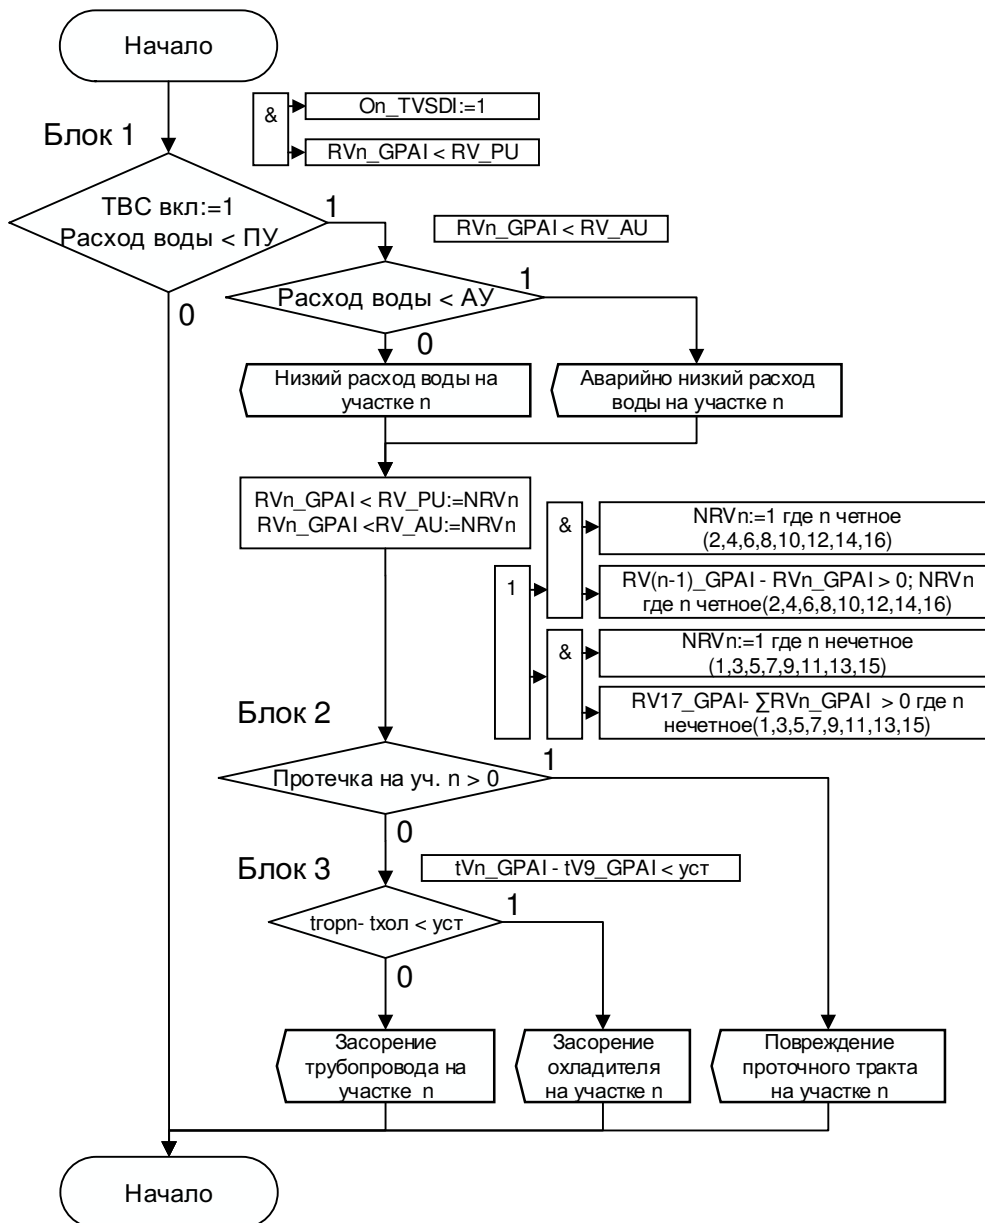 Начало
&
On_TVSDI:=1
RVn_GPAI < RV_PU
Блок 1
ТВС вкл:=1
Расход воды < ПУ
1
0
RVn_GPAI < RV_AU
Расход воды < АУ
1
0
Низкий расход воды на
участке n
Аварийно низкий расход
воды на участке n
RVn_GPAI < RV_PU:=NRVn
RVn_GPAI <RV_AU:=NRVn
1
&
NRVn:=1 где n четное
(2,4,6,8,10,12,14,16)
RV(n-1)_GPAI - RVn_GPAI > 0; NRVn
где n четное(2,4,6,8,10,12,14,16)
&
NRVn:=1 где n нечетное
(1,3,5,7,9,11,13,15)
RV17_GPAI- ∑RVn_GPAI > 0 где n
нечетное(1,3,5,7,9,11,13,15)
Блок 2
Протечка на уч. n > 0
1
0
Блок 3
tVn_GPAI - tV9_GPAI < уст
tгорn- tхол < уст
1
0
Засорение
трубопровода на
участке n
Засорение
охладителя
на участке n
Повреждение
проточного тракта
на участке n
Начало